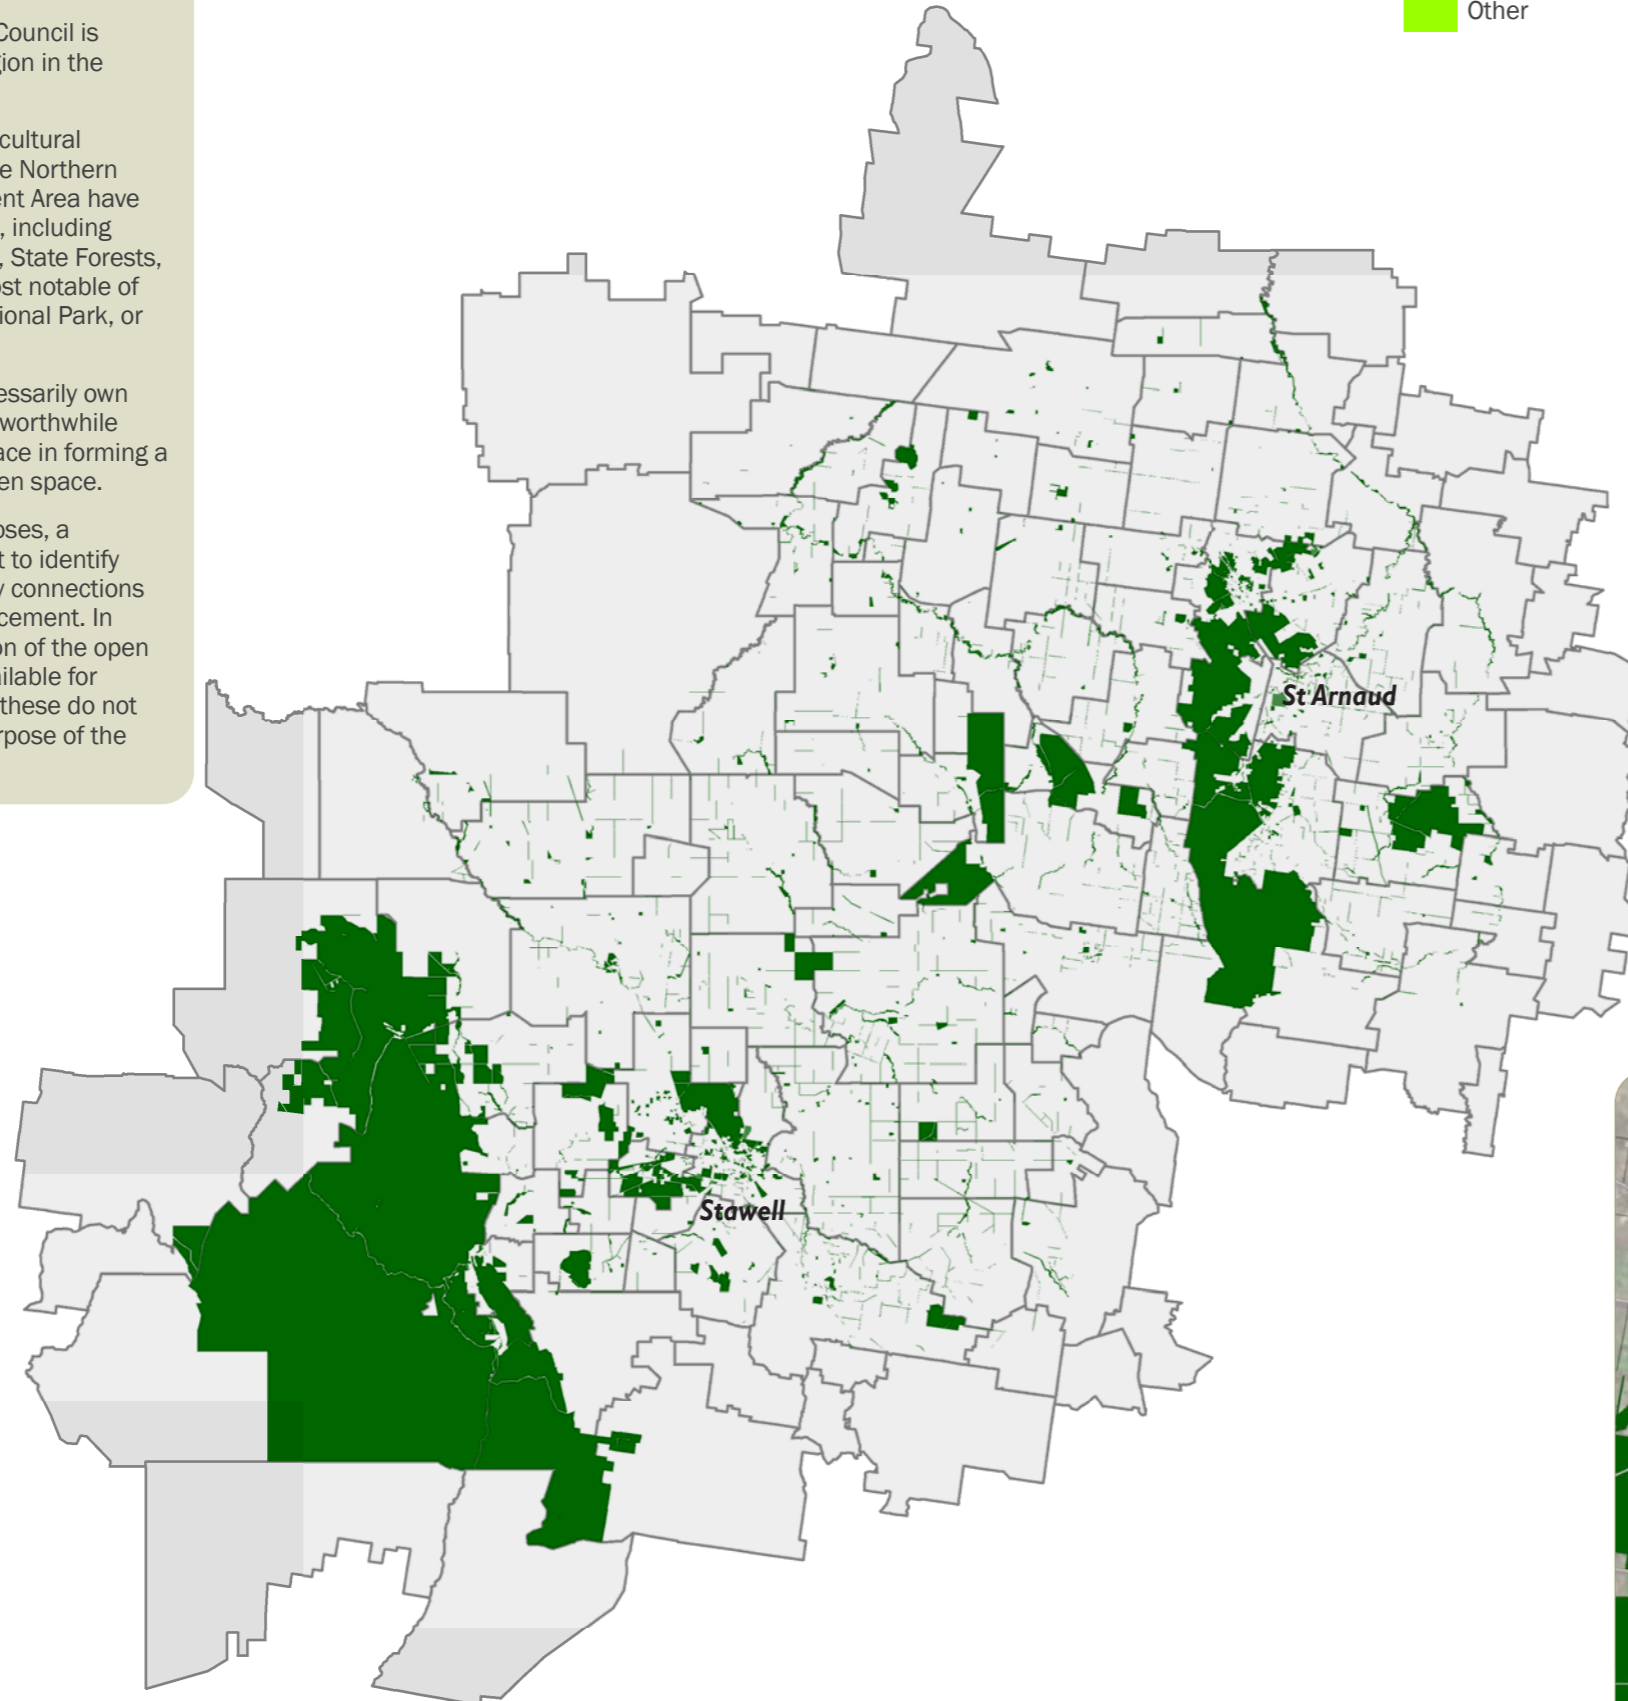 Council is
gion in the
cultural
e Northern
ent Area have
, including
, State Forests,
ost notable of
ional Park, or
essarily own
worthwhile
ace in forming a
en space.
oses, a
t to identify
y connections
cement. In
on of the open
ailable for
these do not
rpose of the
Other
St Arnaud
Stawell